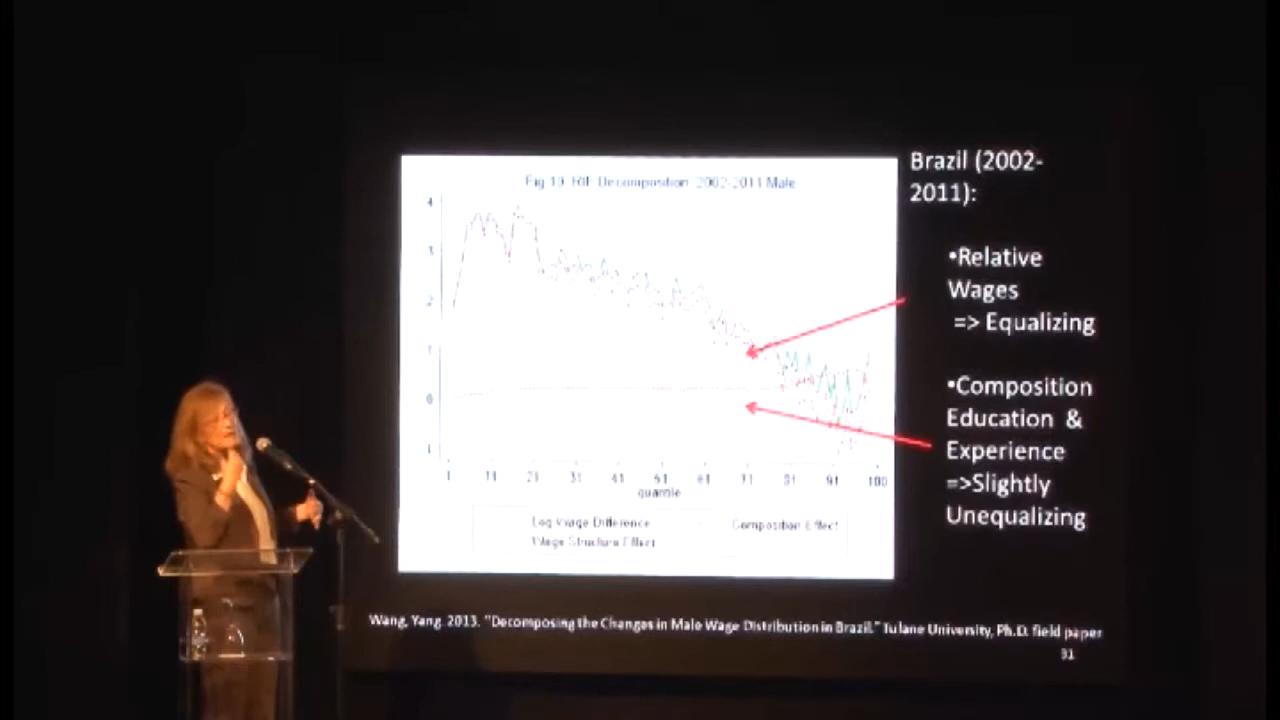 Fig 13 RIF Decomposition 2002-2011 Male
4
3
2
1
0
1
1 11 21 31 41 51 61 71 81 91 100
quantile
Log Wage Difference Composition Effect
Wage Structure Effect
Brazil (2002-
2011):
•Relative
Wages
=> Equalizing
•Composition
Education &
Experience
=>Slightly
Unequalizing
Wang, Yang. 2013. "Decomposing the Changes in Male Wage Distribution in Brazil." Tulane University, Ph.D. field paper
31